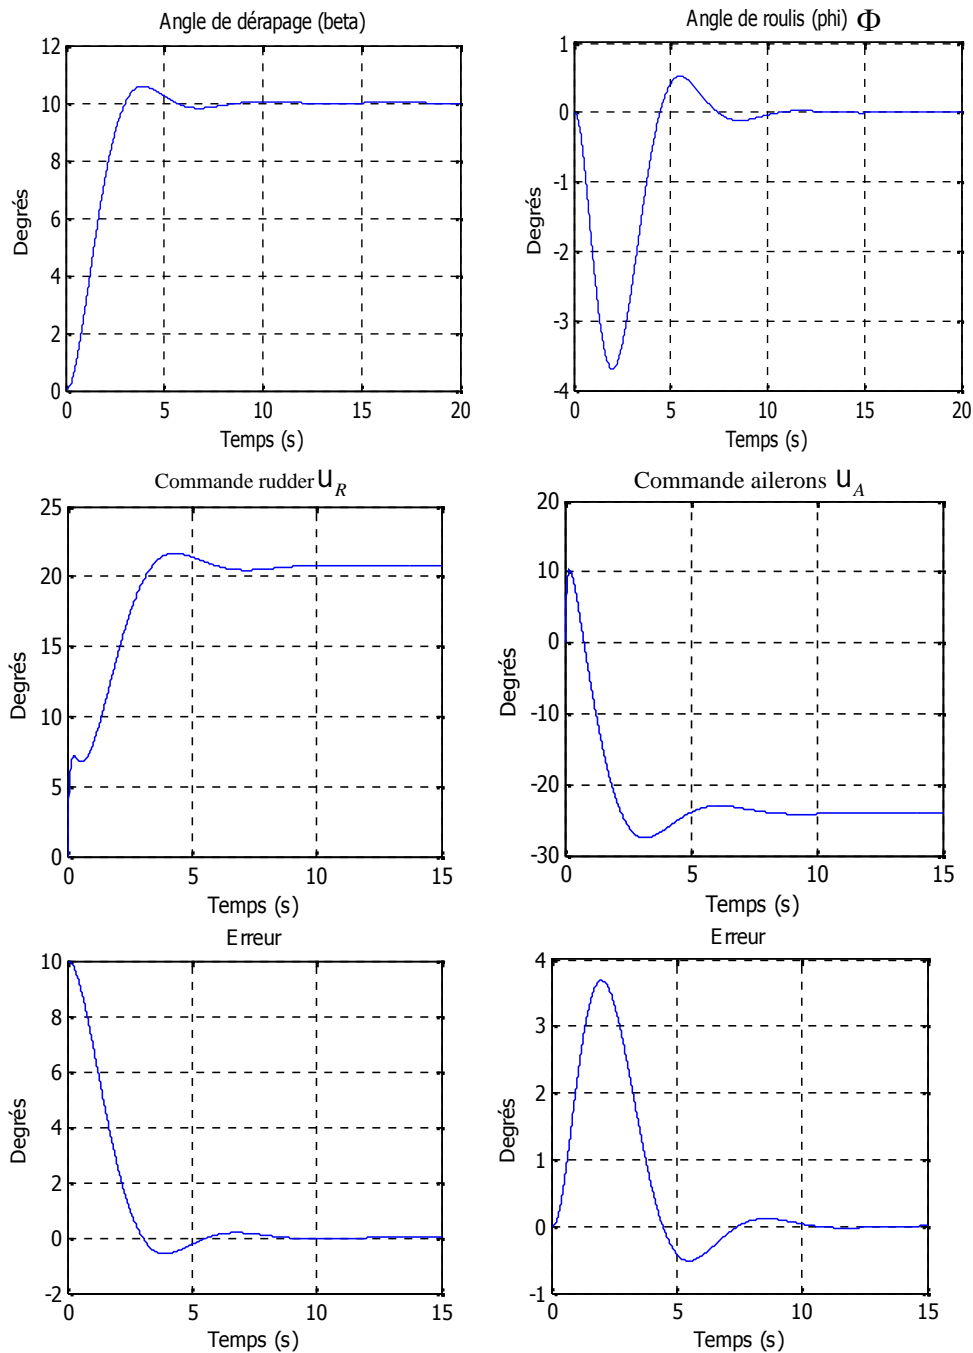 Angle de dérapage (beta)
12
10
8
6
4
2
0
Degrés
0 5 10 15 20
Temps (s)
Angle de roulis (phi) Φ
1
0
-1
-2
-3
-4
Degrés
0 5 10 15 20
Temps (s)
Commande rudder U_R
25
20
15
10
5
0
Degrés
0 5 10 15
Temps (s)
Commande ailerons U_A
20
10
0
-10
-20
-30
Degrés
0 5 10 15
Temps (s)
Erreur
10
8
6
4
2
0
-2
Degrés
0 5 10 15
Temps (s)
Erreur
4
3
2
1
0
-1
Degrés
0 5 10 15
Temps (s)